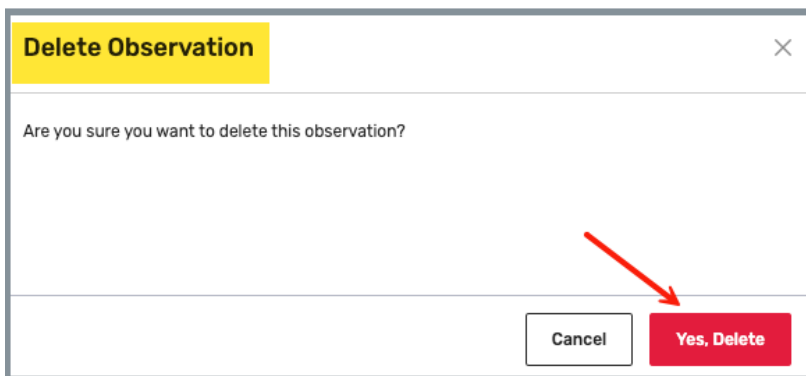 Delete Observation
Are you sure you want to delete this observation?
Cancel
Yes, Delete